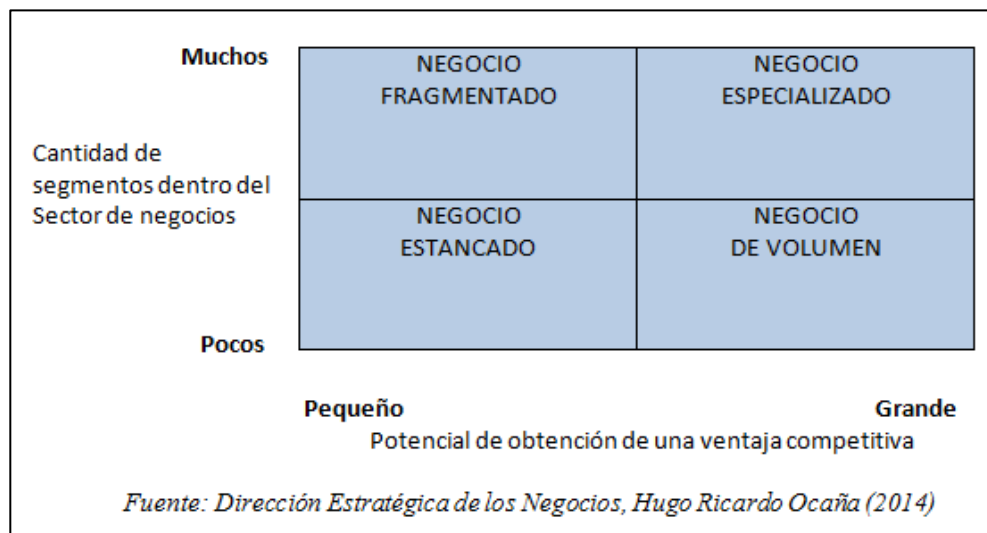 Muchos
NEGOCIO
FRAGMENTADO
NEGOCIO
ESPECIALIZADO
Cantidad de
segmentos dentro del
Sector de negocios
NEGOCIO
ESTANCADO
NEGOCIO
DE VOLUMEN
Pocos
Pequeño
Grande
Potencial de obtención de una ventaja competitiva
Fuente: Dirección Estratégica de los Negocios, Hugo Ricardo Ocaña (2014)